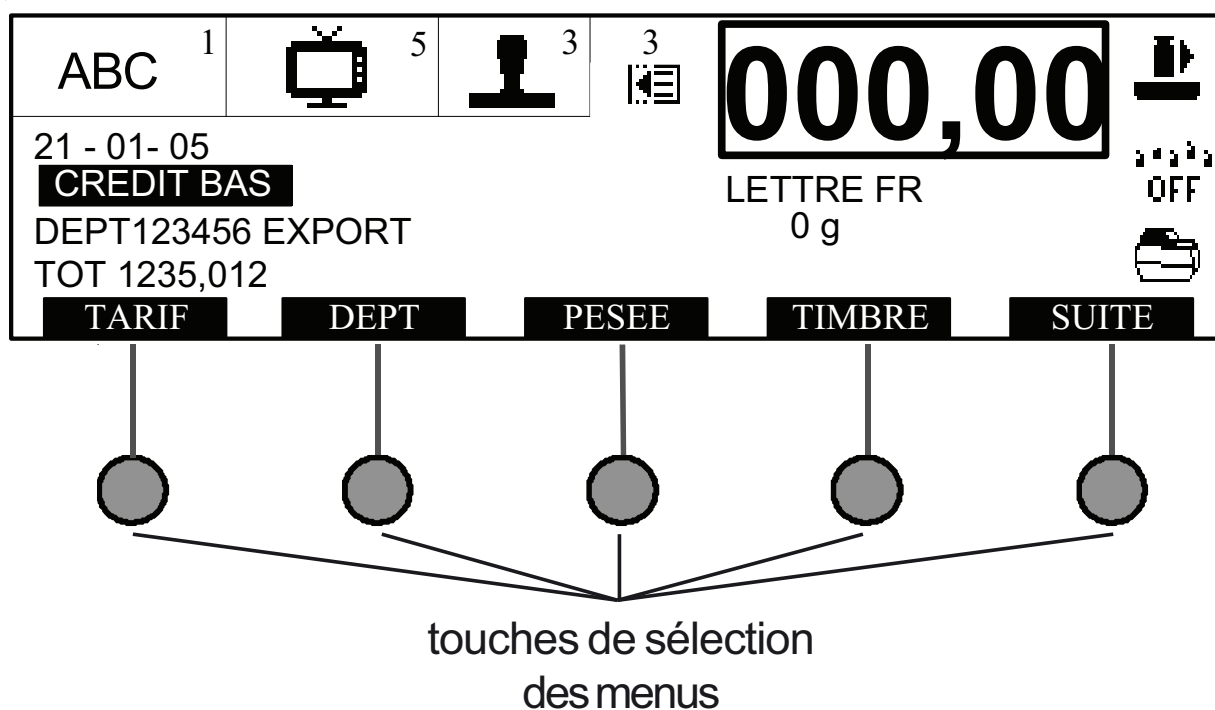 ABC 1 5 3 3
000,00
21 - 01- 05
CREDIT BAS
LETTRE FR
OFF
DEPT123456 EXPORT
0 g
TOT 1235,012
TARIF DEPT PESEE TIMBRE SUITE
touches de sélection
des menus